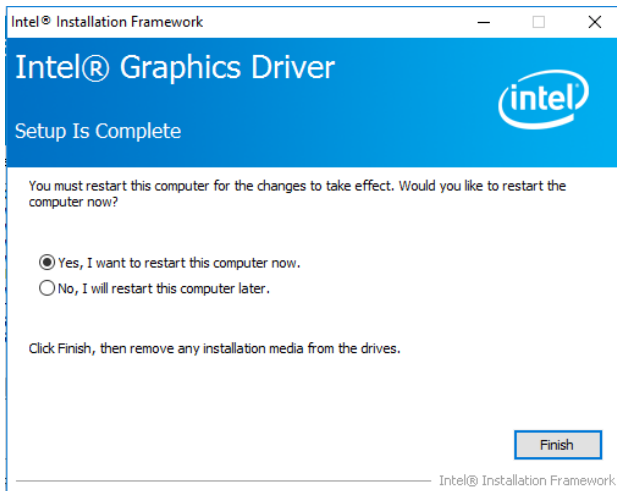 Intel® Installation Framework
Intel® Graphics Driver
intel
Setup Is Complete
You must restart this computer for the changes to take effect. Would you like to restart the
computer now?
Yes, I want to restart this computer now.
No, I will restart this computer later.
Click Finish, then remove any installation media from the drives.
Finish
Intel® Installation Framework